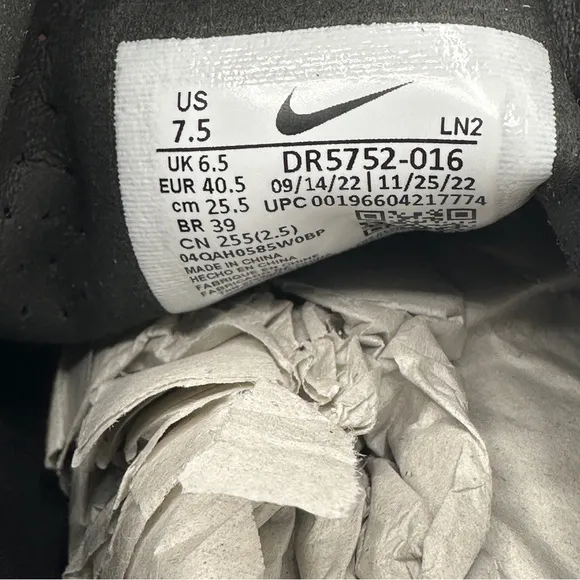 US
7.5
LN2
UK 6.5
DR5752-016
EUR 40.5
09/14/22 | 11/25/22
cm 25.5
UPC 00196604217774
BR 39
CN 255(2.5)
04QAH0585W0BP
MADE IN CHINA
HECHO EN CHINA